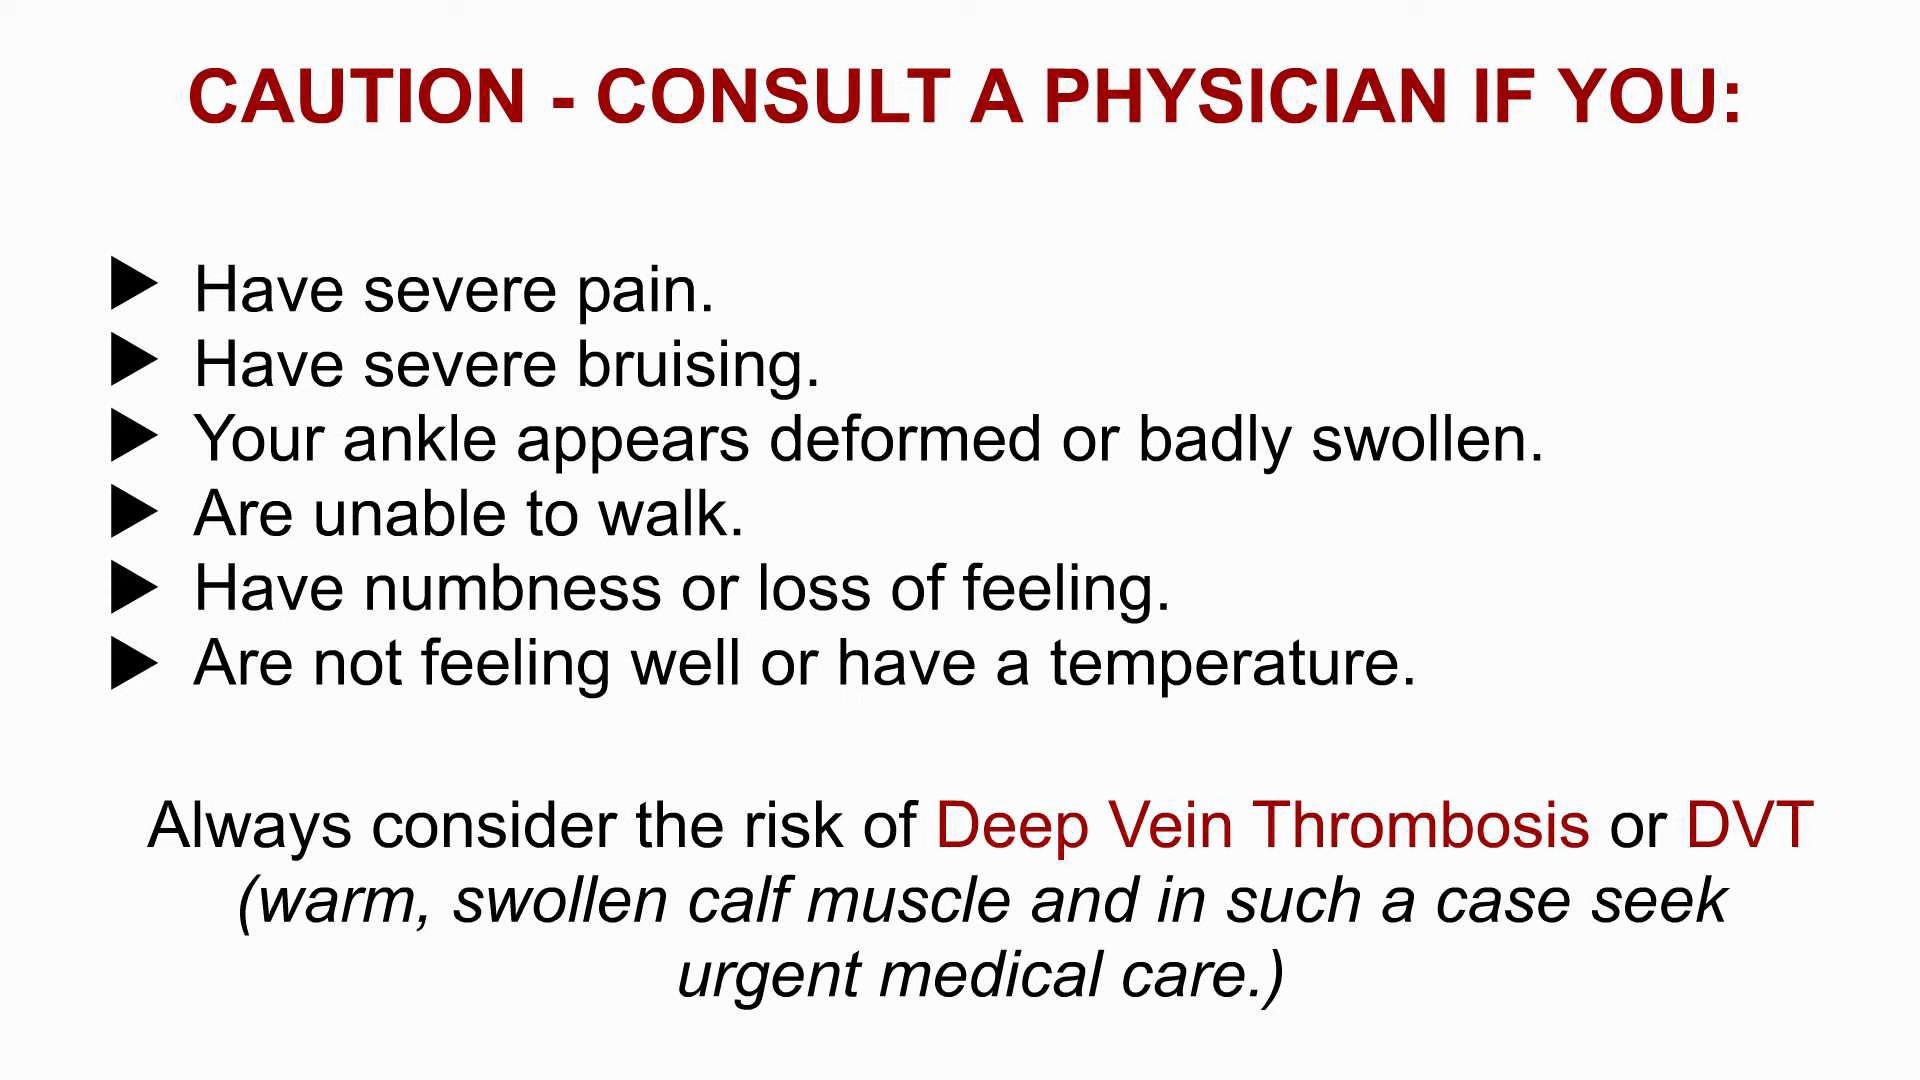 CAUTION - CONSULT A PHYSICIAN IF YOU:
Have severe pain.
Have severe bruising.
Your ankle appears deformed or badly swollen.
Are unable to walk.
Have numbness or loss of feeling.
Are not feeling well or have a temperature.
Always consider the risk of Deep Vein Thrombosis or DVT
(warm, swollen calf muscle and in such a case seek
urgent medical care.)